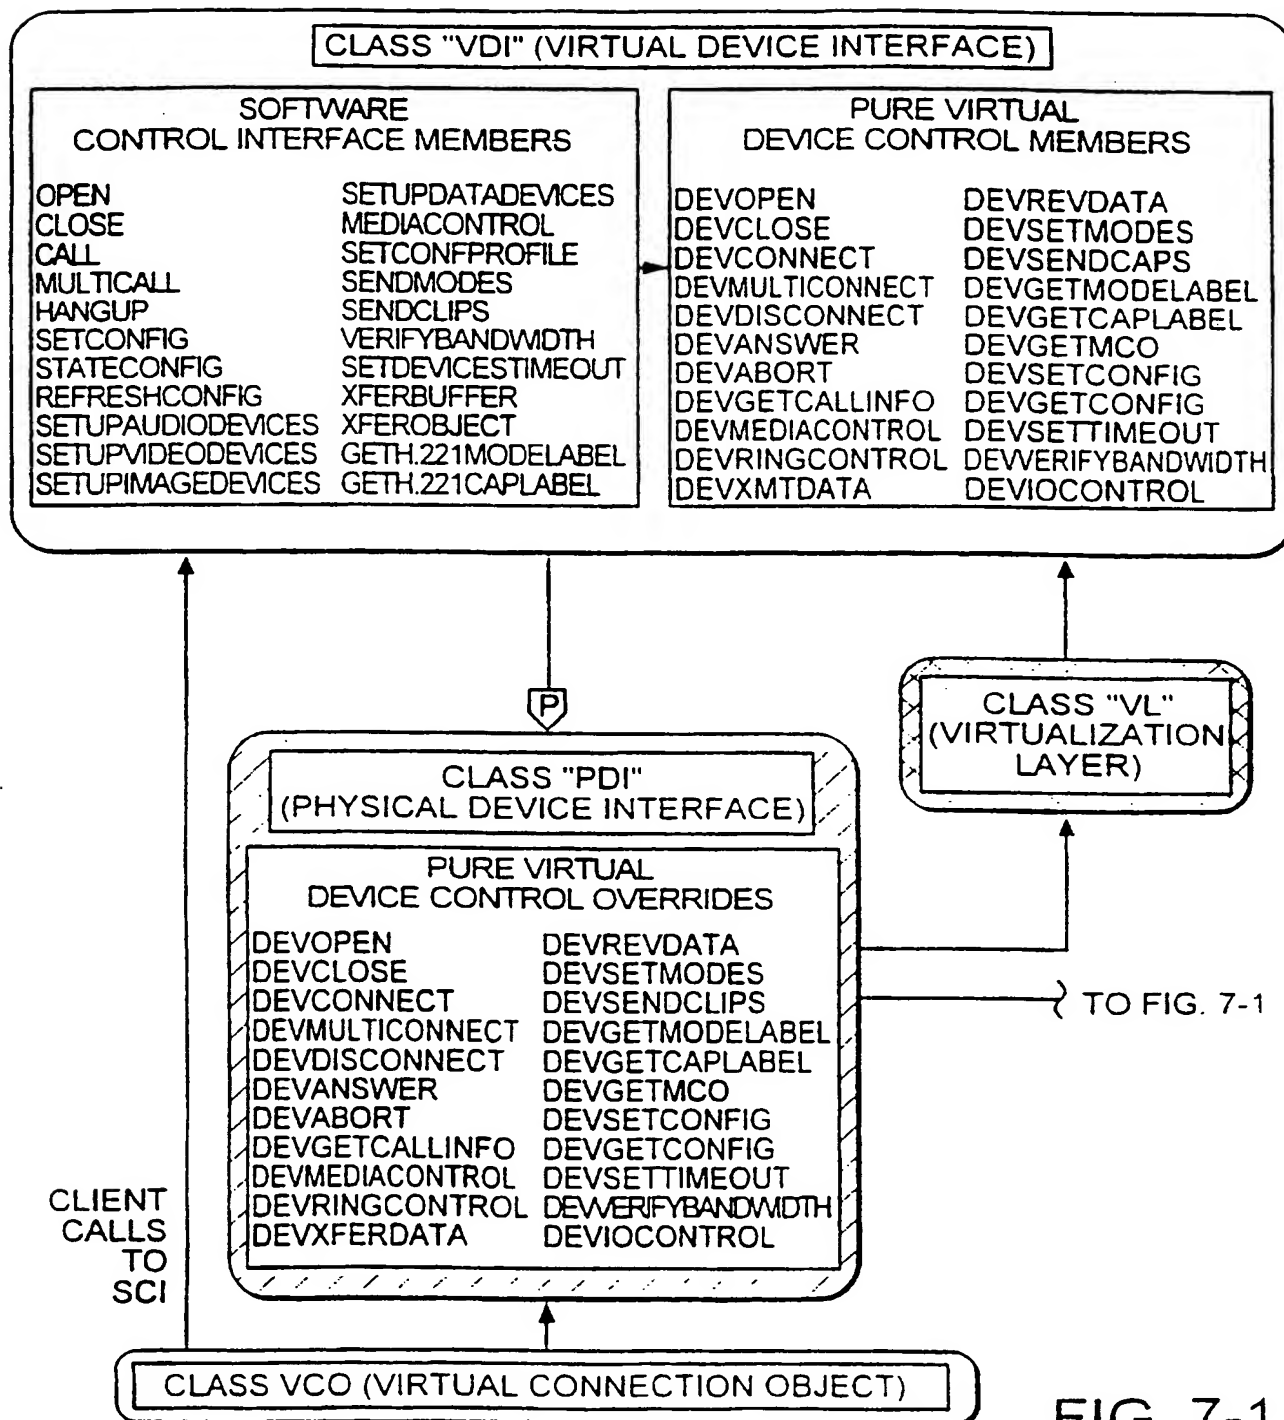 CLASS "VDI" (VIRTUAL DEVICE INTERFACE)
SOFTWARE
CONTROL INTERFACE MEMBERS
OPEN SETUPDATADEVICES
CLOSE MEDIACONTROL
CALL SETCONFPROFILE
MULTICALL SENDMODES
HANGUP SENDCLIPS
SETCONFIG VERIFYBANDWIDTH
STATECONFIG SETDEVICESTIMEOUT
REFRESHCONFIG XFERBUFFER
SETUPAUDIODEVICES XFEROBJECT
SETUPVIDEODEVICES GETH.221MODELABEL
SETUPIMAGEDEVICES GETH.221CAPLABEL
PURE VIRTUAL
DEVICE CONTROL MEMBERS
DEVOPEN DEVREVDATA
DEVCLOSE DEVSETMODES
DEVCONNECT DEVSENDCAPS
DEVMULTICONNECT DEVGETMODELABEL
DEVDISCONNECT DEVGETCAPLABEL
DEVANSWER DEVGETMCO
DEVABORT DEVSETCONFIG
DEVGETCALLINFO DEVGETCONFIG
DEVMEDIACONTROL DEVSETTIMEOUT
DEVRINGCONTROL DEVVERIFYBANDWIDTH
DEVXMTDATA DEVIOCONTROL
P
CLASS "VL"
(VIRTUALIZATION
LAYER)
CLASS "PDI"
(PHYSICAL DEVICE INTERFACE)
PURE VIRTUAL
DEVICE CONTROL OVERRIDES
DEVOPEN DEVREVDATA
DEVCLOSE DEVSETMODES
DEVCONNECT DEVSENDCLIPS
DEVMULTICONNECT DEVGETMODELABEL
DEVDISCONNECT DEVGETCAPLABEL
DEVANSWER DEVGETMCO
DEVABORT DEVSETCONFIG
DEVGETCALLINFO DEVGETCONFIG
DEVMEDIACONTROL DEVSETTIMEOUT
DEVRINGCONTROL DEVVERIFYBANDWIDTH
DEVXFERDATA DEVIOCONTROL
TO FIG. 7-1
CLIENT
CALLS
TO
SCI
CLASS VCO (VIRTUAL CONNECTION OBJECT)
FIG. 7-1